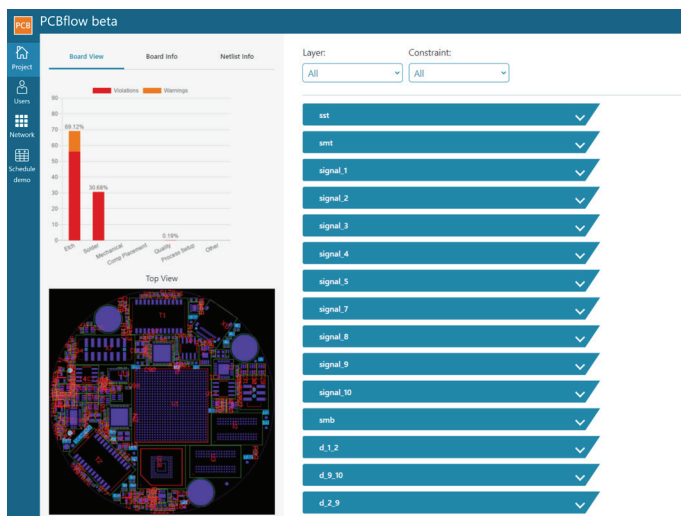 PCB PCBflow beta
Project
Users
Network
Schedule
demo
Board View Board Info Netlist Info
Violations Warnings
90
80
70
60
50
40
30
20
10
0
69.12%
30.68%
0.19%
Etch
Solder
Mechanical
Comp Placement
Quality
Process Setup
Other
Top View
T1
T2
Layer: Constraint:
All All
sst
smt
signal_1
signal_2
signal_3
signal_4
signal_5
signal_7
signal_8
signal_9
signal_10
smb
d_1_2
d_9_10
d_2_9